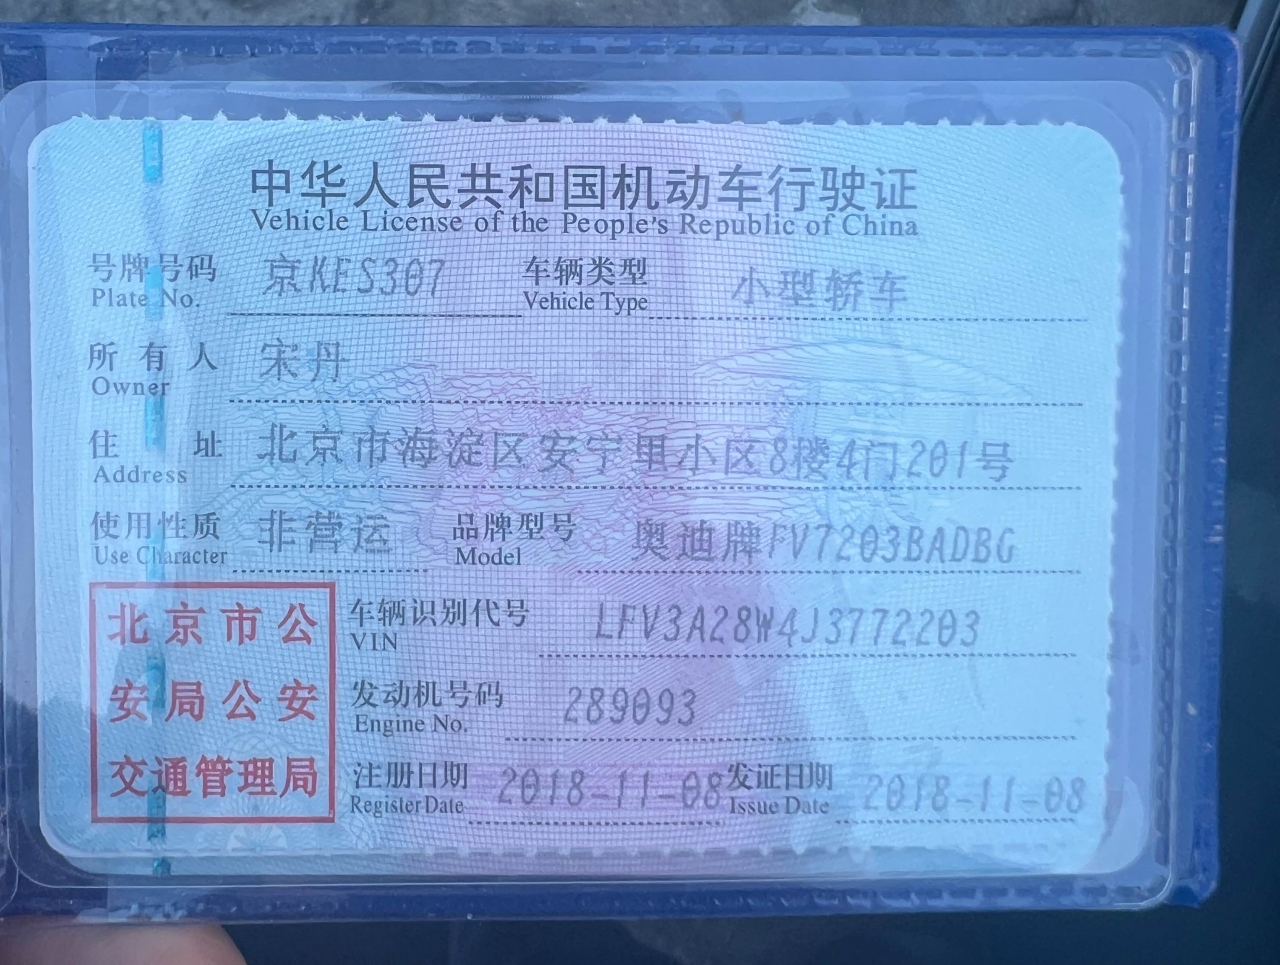 中华人民共和国机动车行驶证
Vehicle License of the People's Republic of China
号牌号码 京KES307 车辆类型 小型轿车
Plate No. Vehicle Type
所有人 宋丹
Owner
住址 北京市海淀区安宁里小区8楼4门201号
Address
使用性质 非营运 品牌型号 奥迪牌FV7203BADBG
Use Character Model
北京市公
安局公安
交通管理局
车辆识别代号 LFV3A28W4J3772203
VIN
发动机号码 289093
Engine No.
注册日期 2018-11-08 发证日期 2018-11-08
Register Date Issue Date